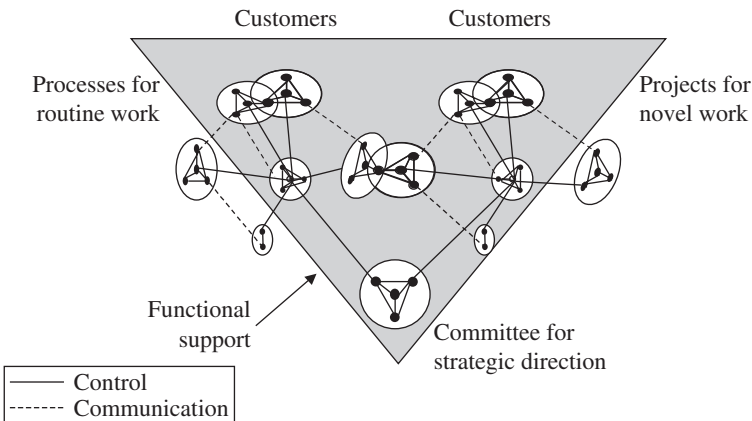 Customers
Customers
Processes for
routine work
Projects for
novel work
Functional
support
Committee for
strategic direction
Control
Communication